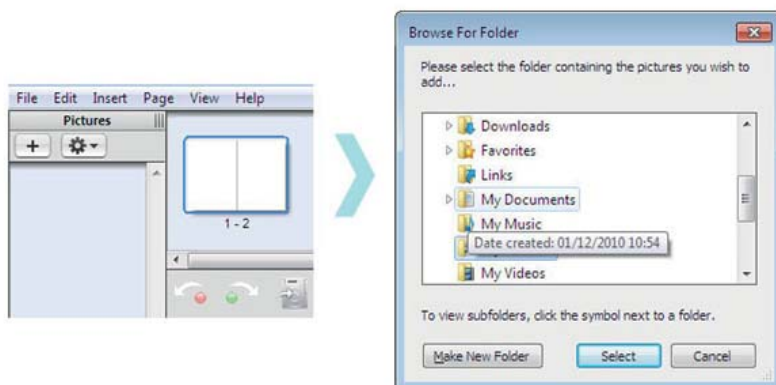 File Edit Insert Page View Help
Pictures
1 - 2
Browse For Folder
Please select the folder containing the pictures you wish to
add...
Downloads
Favorites
Links
My Documents
My Music
Date created: 01/12/2010 10:54
My Videos
To view subfolders, click the symbol next to a folder.
Make New Folder Select Cancel